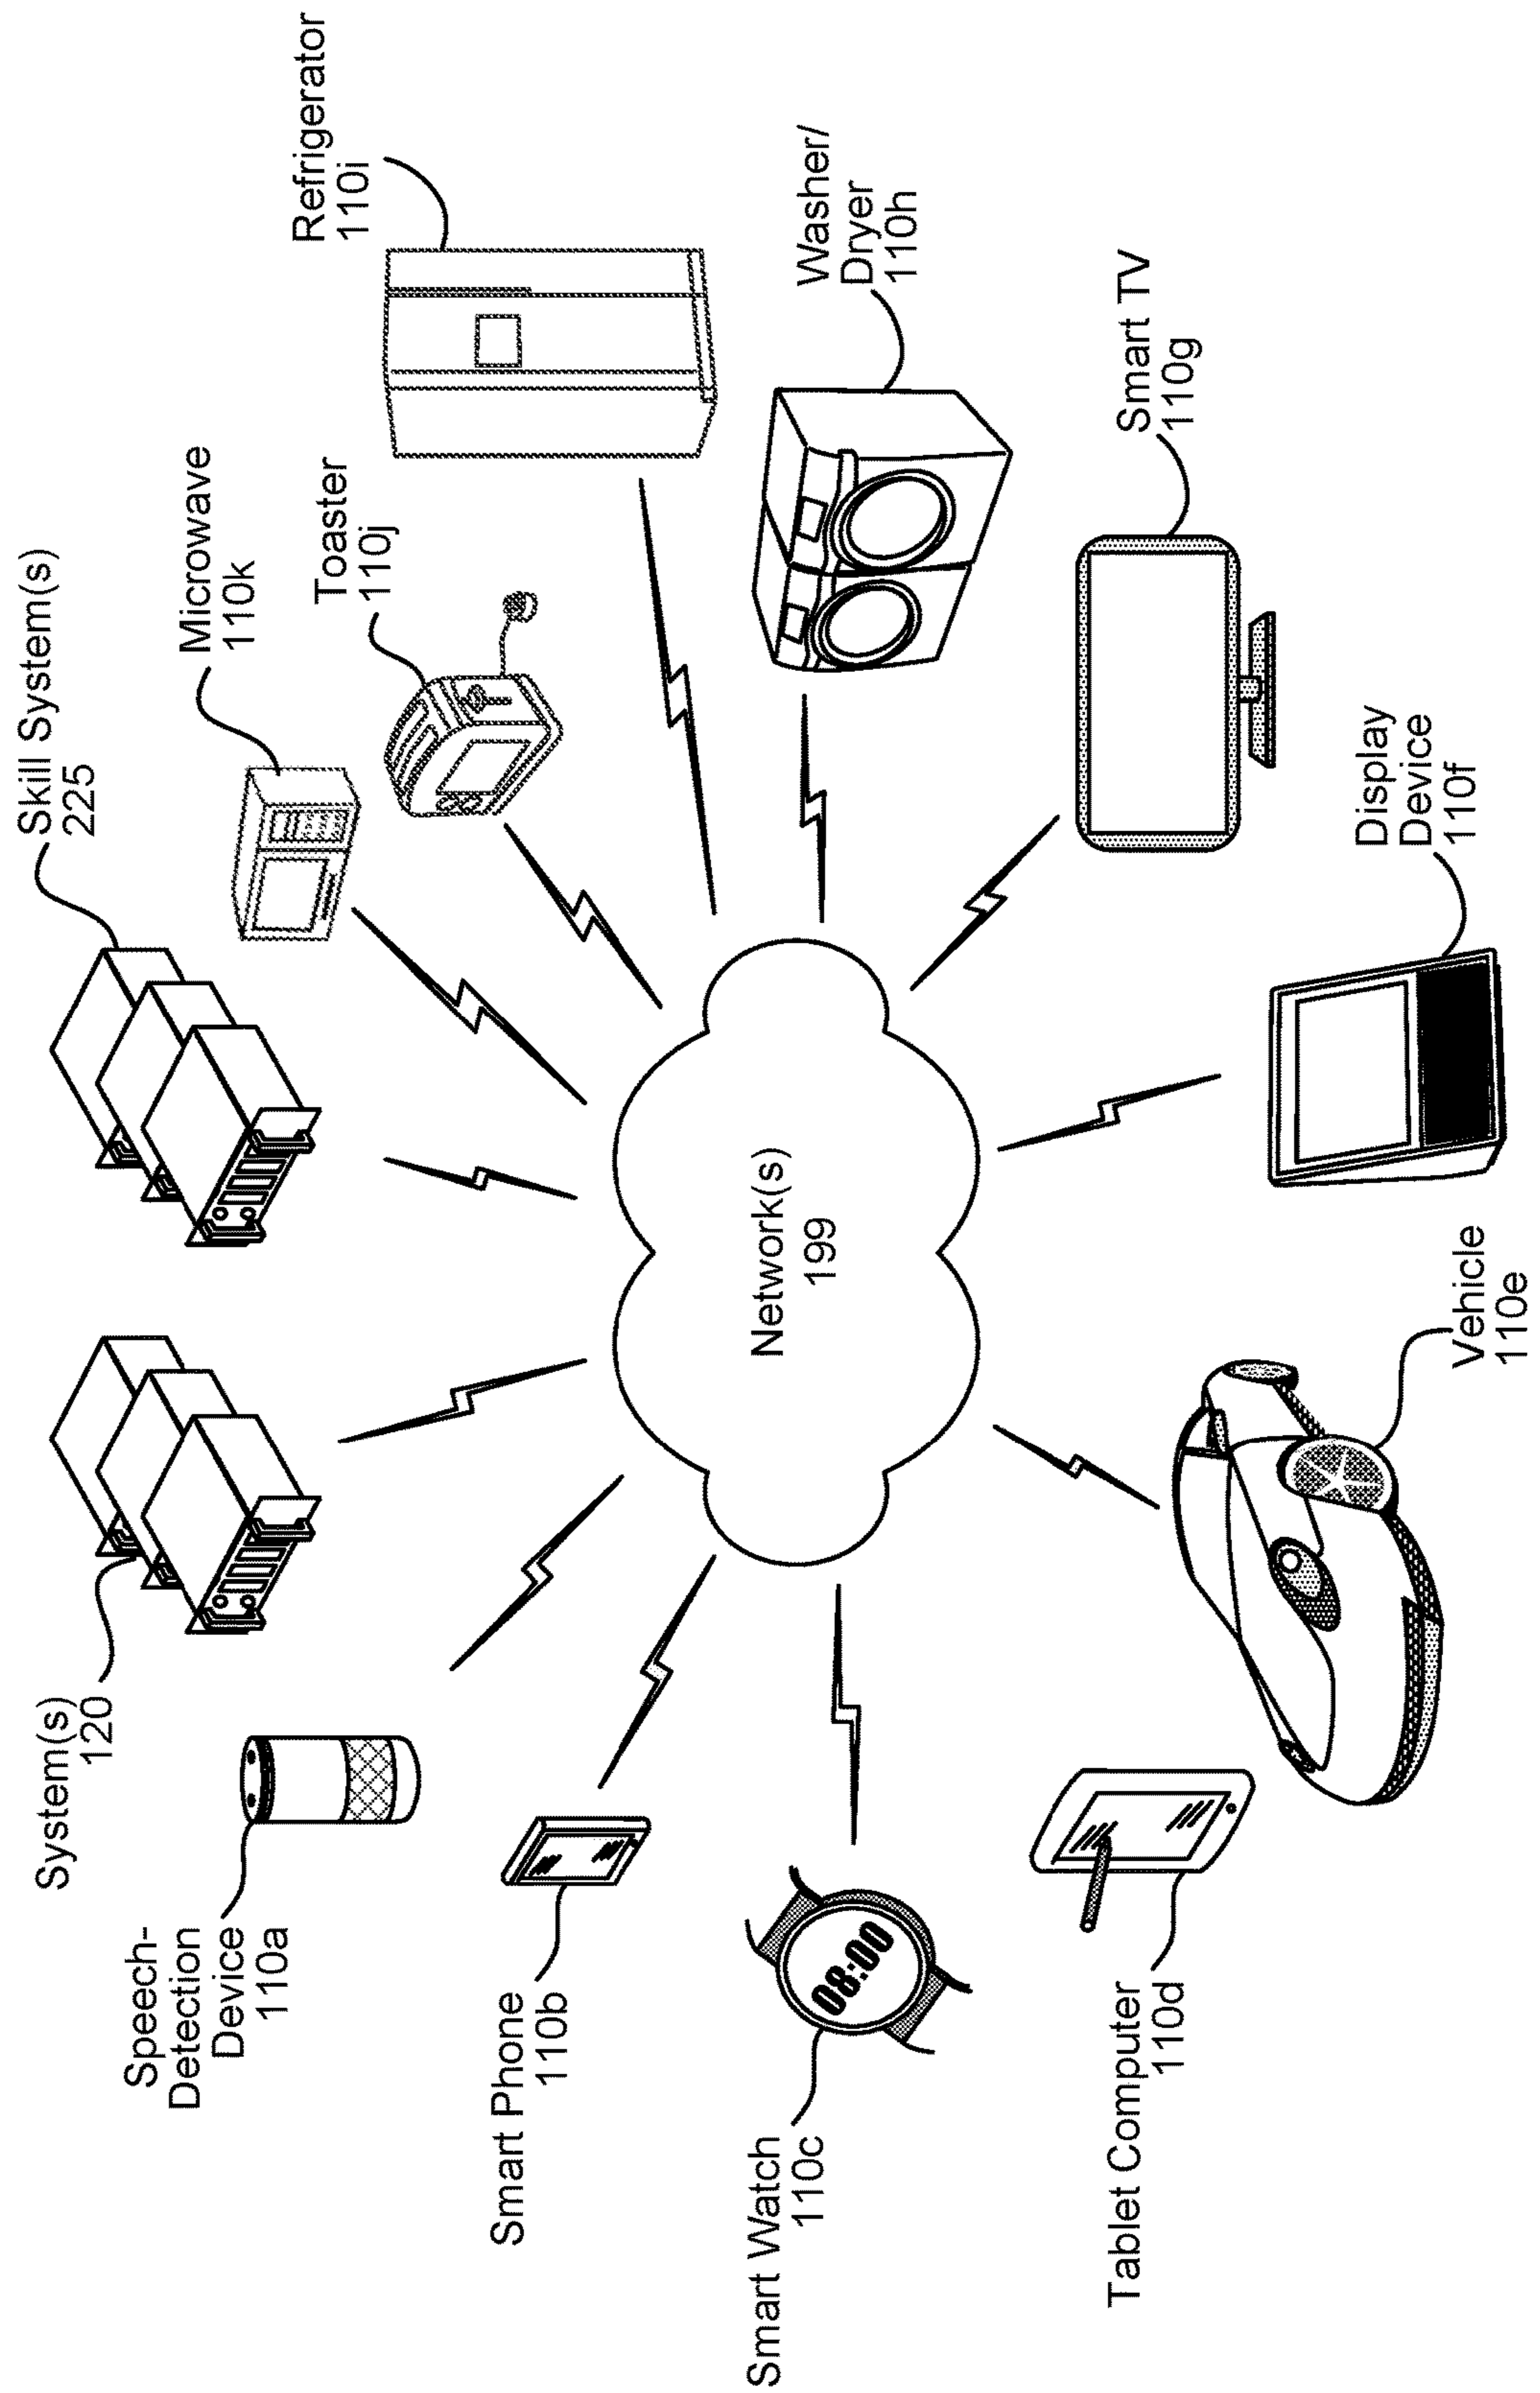 System(s)
120
Skill System(s)
225
Speech-
Detection
Device
110a
Microwave
110k
Toaster
110j
Refrigerator
110i
Smart Phone
110b
Network(s)
199
Washer/
Dryer
110h
Smart Watch
110c
08:00
Smart TV
110g
Tablet Computer
110d
Display
Device
110f
Vehicle
110e